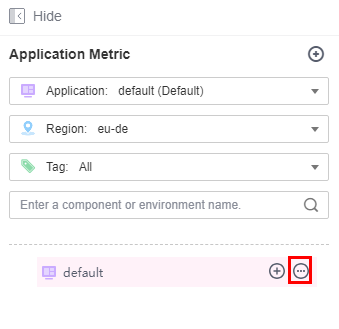 Hide
Application Metric
Application: default (Default)
Region: eu-de
Tag: All
Enter a component or environment name.
default